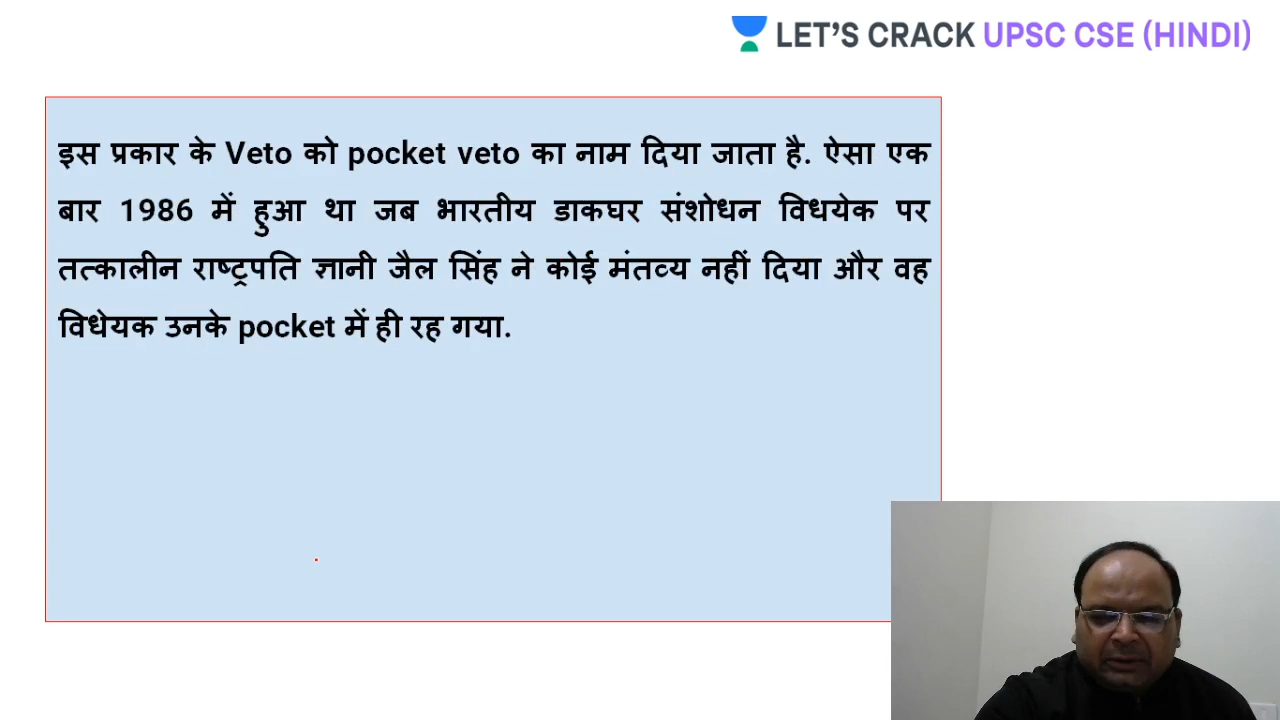 LET'S CRACK UPSC CSE (HINDI)
इस प्रकार के Veto को pocket veto का नाम दिया जाता है. ऐसा एक
बार 1986 में हुआ था जब भारतीय डाकघर संशोधन विधयेक पर
तत्कालीन राष्ट्रपति ज्ञानी जैल सिंह ने कोई मंतव्य नहीं दिया और वह
विधेयक उनके pocket में ही रह गया.